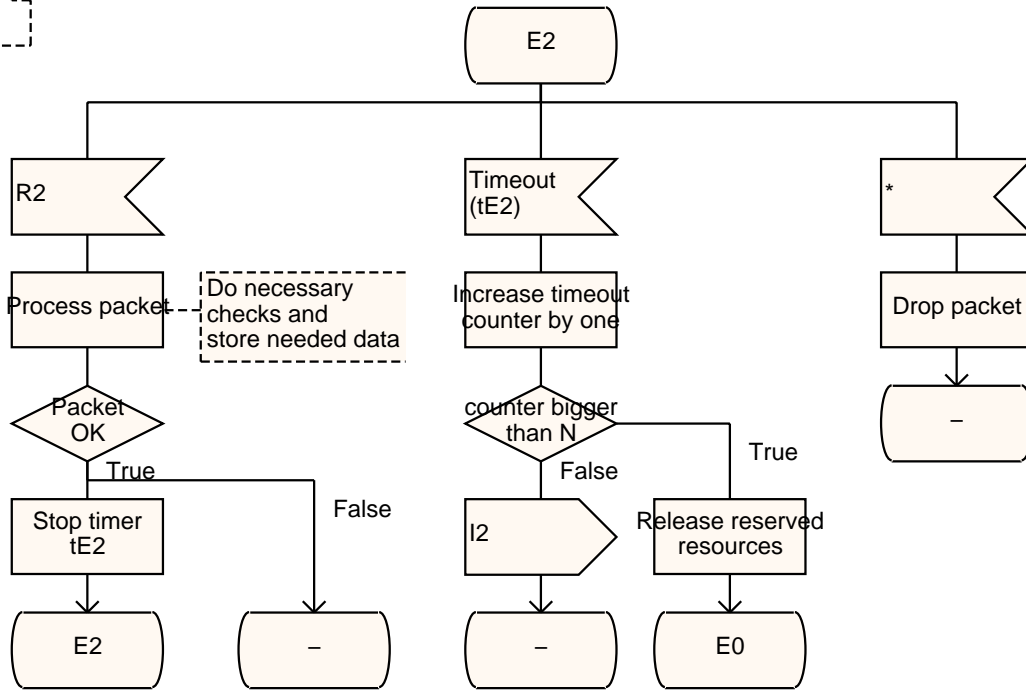 E2
R2
Timeout
(tE2)
*
Process packet
Do necessary
checks and
store needed data
Increase timeout
counter by one
Drop packet
Packet
OK
counter bigger
than N
–
True
False
False
True
Stop timer
tE2
I2
Release reserved
resources
E2
–
–
E0